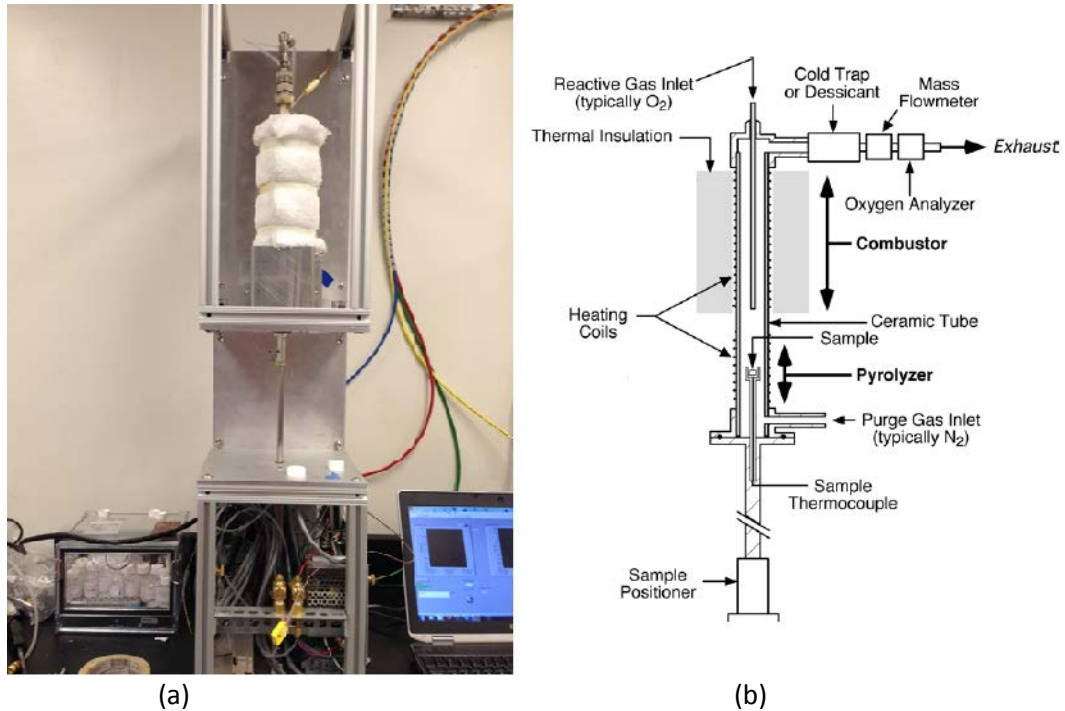 Reactive Gas Inlet
(typically O₂)
Cold Trap
or Dessicant
Mass
Flowmeter
Thermal Insulation
Exhaust
Oxygen Analyzer
Combustor
Heating
Coils
Ceramic Tube
Sample
Pyrolyzer
Purge Gas Inlet
(typically N₂)
Sample
Thermocouple
Sample
Positioner
(a)
(b)